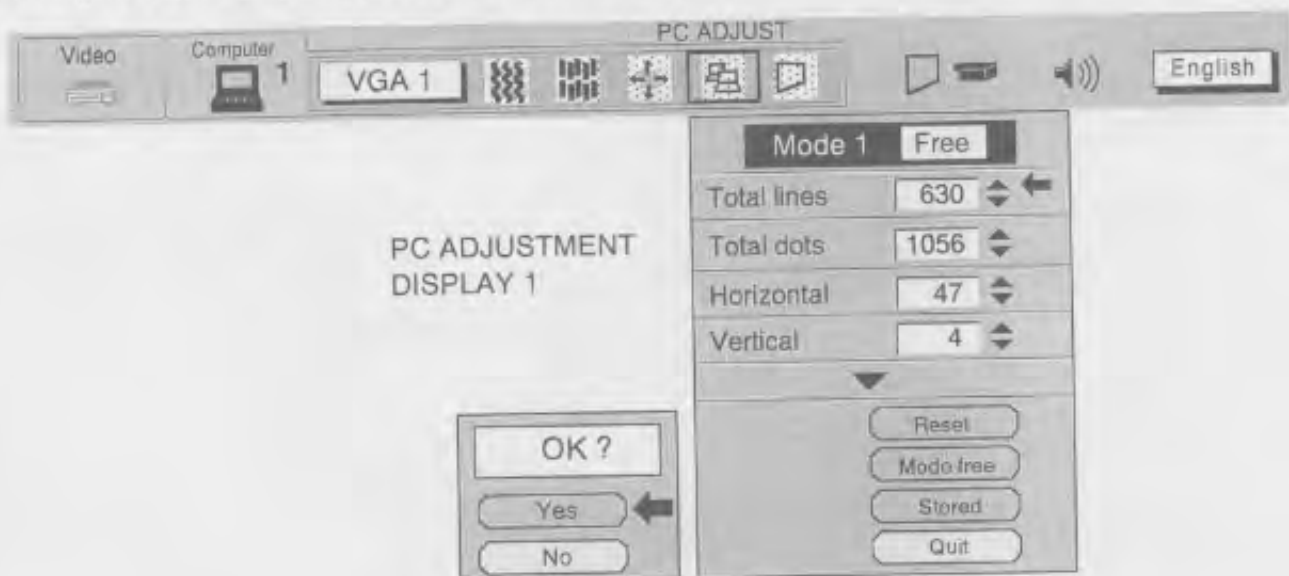 PC ADJUST
Video
Computer
1
VGA 1
English
Mode 1 Free
Total lines 630
Total dots 1056
Horizontal 47
Vertical 4
PC ADJUSTMENT
DISPLAY 1
Reset
Modo free
Stored
Quit
OK ?
Yes
No